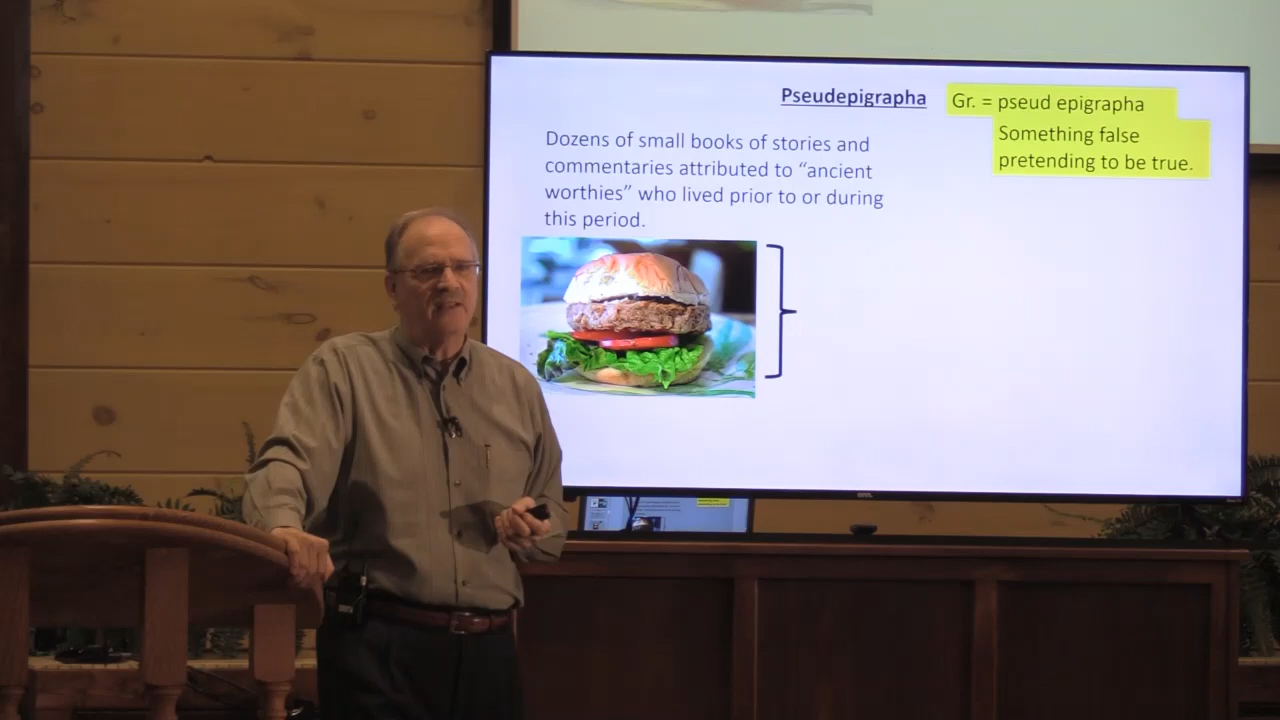 Pseudepigrapha
Gr. = pseud epigrapha
Something false
pretending to be true.
Dozens of small books of stories and
commentaries attributed to “ancient
worthies” who lived prior to or during
this period.